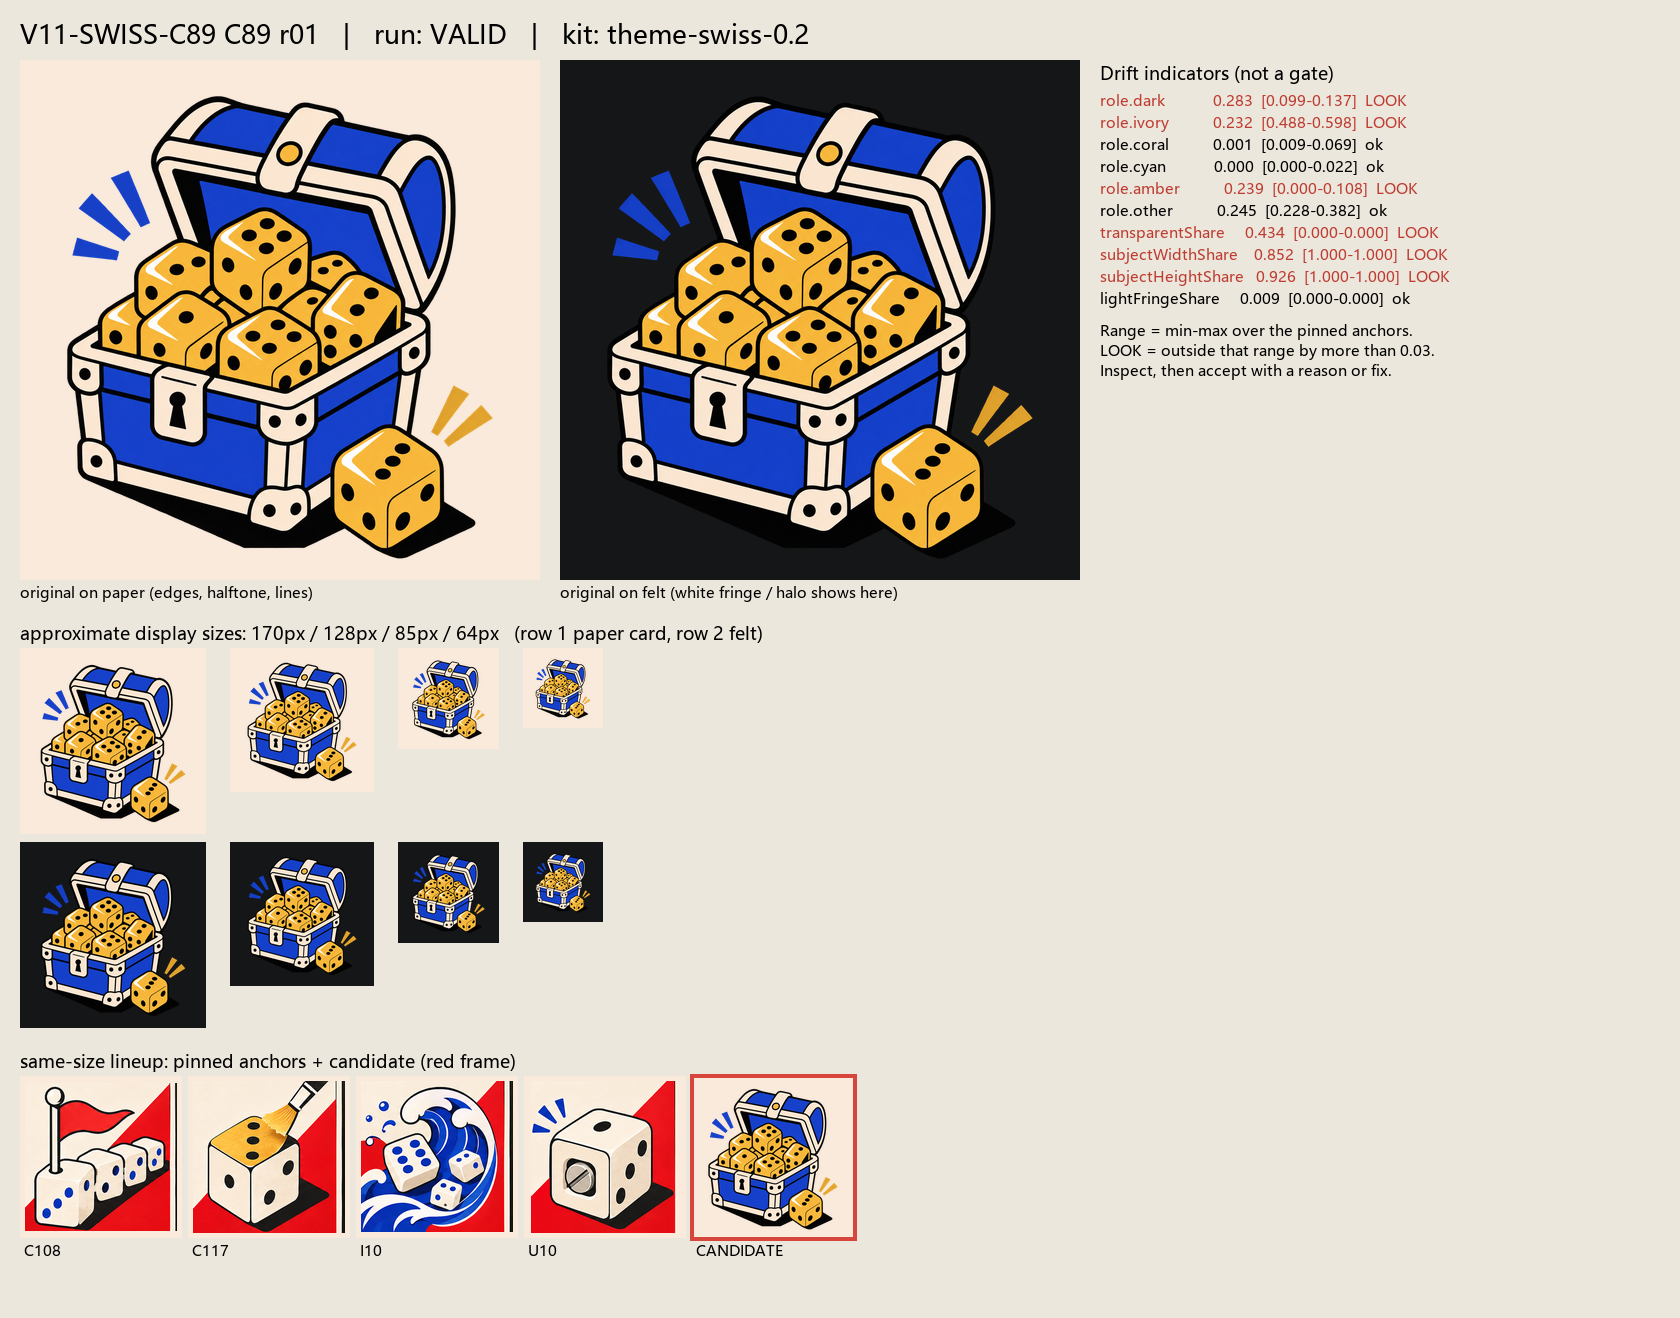 V11-SWISS-C89 C89 r01 | run: VALID | kit: theme-swiss-0.2
Drift indicators (not a gate)
role.dark 0.283 [0.099-0.137] LOOK
role.ivory 0.232 [0.488-0.598] LOOK
role.coral 0.001 [0.009-0.069] ok
role.cyan 0.000 [0.000-0.022] ok
role.amber 0.239 [0.000-0.108] LOOK
role.other 0.245 [0.228-0.382] ok
transparentShare 0.434 [0.000-0.000] LOOK
subjectWidthShare 0.852 [1.000-1.000] LOOK
subjectHeightShare 0.926 [1.000-1.000] LOOK
lightFringeShare 0.009 [0.000-0.000] ok
Range = min-max over the pinned anchors.
LOOK = outside that range by more than 0.03.
Inspect, then accept with a reason or fix.
original on paper (edges, halftone, lines)
original on felt (white fringe / halo shows here)
approximate display sizes: 170px / 128px / 85px / 64px (row 1 paper card, row 2 felt)
same-size lineup: pinned anchors + candidate (red frame)
C108
C117
I10
U10
CANDIDATE